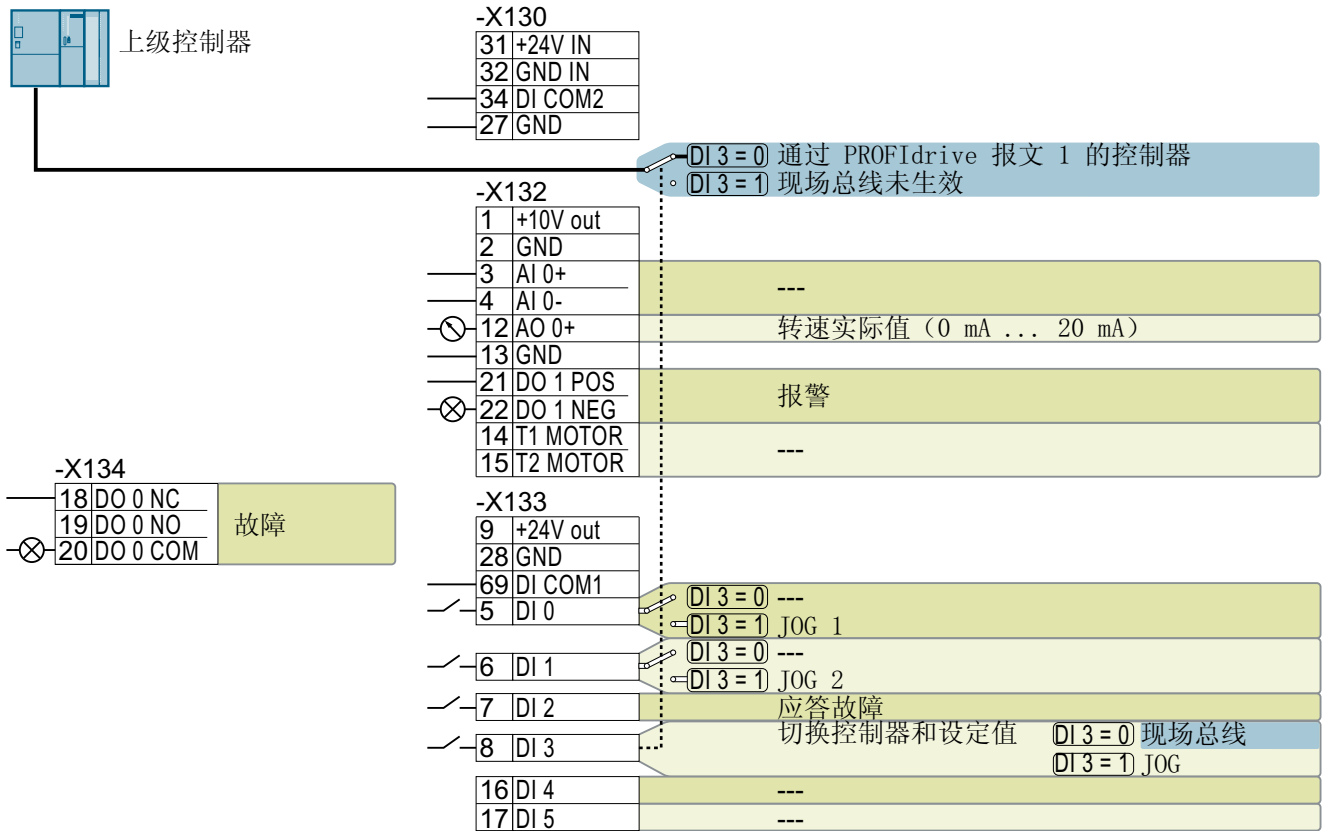 上级控制器
-X130
31 +24V IN
32 GND IN
34 DI COM2
27 GND
DI 3 = 0 通过 PROFIdrive 报文 1 的控制器
DI 3 = 1 现场总线未生效
-X132
1 +10V out
2 GND
3 AI 0+
4 AI 0-
---
12 AO 0+ 转速实际值（0 mA ... 20 mA）
13 GND
21 DO 1 POS
22 DO 1 NEG
报警
14 T1 MOTOR
15 T2 MOTOR
---
-X134
18 DO 0 NC
19 DO 0 NO
20 DO 0 COM
故障
-X133
9 +24V out
28 GND
69 DI COM1
5 DI 0
DI 3 = 0 ---
DI 3 = 1 JOG 1
6 DI 1
DI 3 = 0 ---
DI 3 = 1 JOG 2
7 DI 2 应答故障
8 DI 3
切换控制器和设定值 DI 3 = 0 现场总线
DI 3 = 1 JOG
16 DI 4 ---
17 DI 5 ---